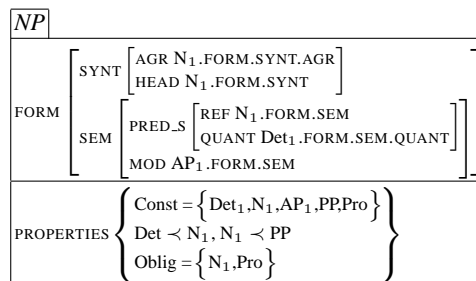 NP
FORM [SYNT [AGR N₁.FORM.SYNT.AGR
HEAD N₁.FORM.SYNT]
SEM [PRED_S [REF N₁.FORM.SEM
QUANT Det₁.FORM.SEM.QUANT]
MOD AP₁.FORM.SEM]]
PROPERTIES {Const = {Det₁,N₁,AP₁,PP,Pro}
Det ≺ N₁, N₁ ≺ PP
Oblig = {N₁,Pro}}